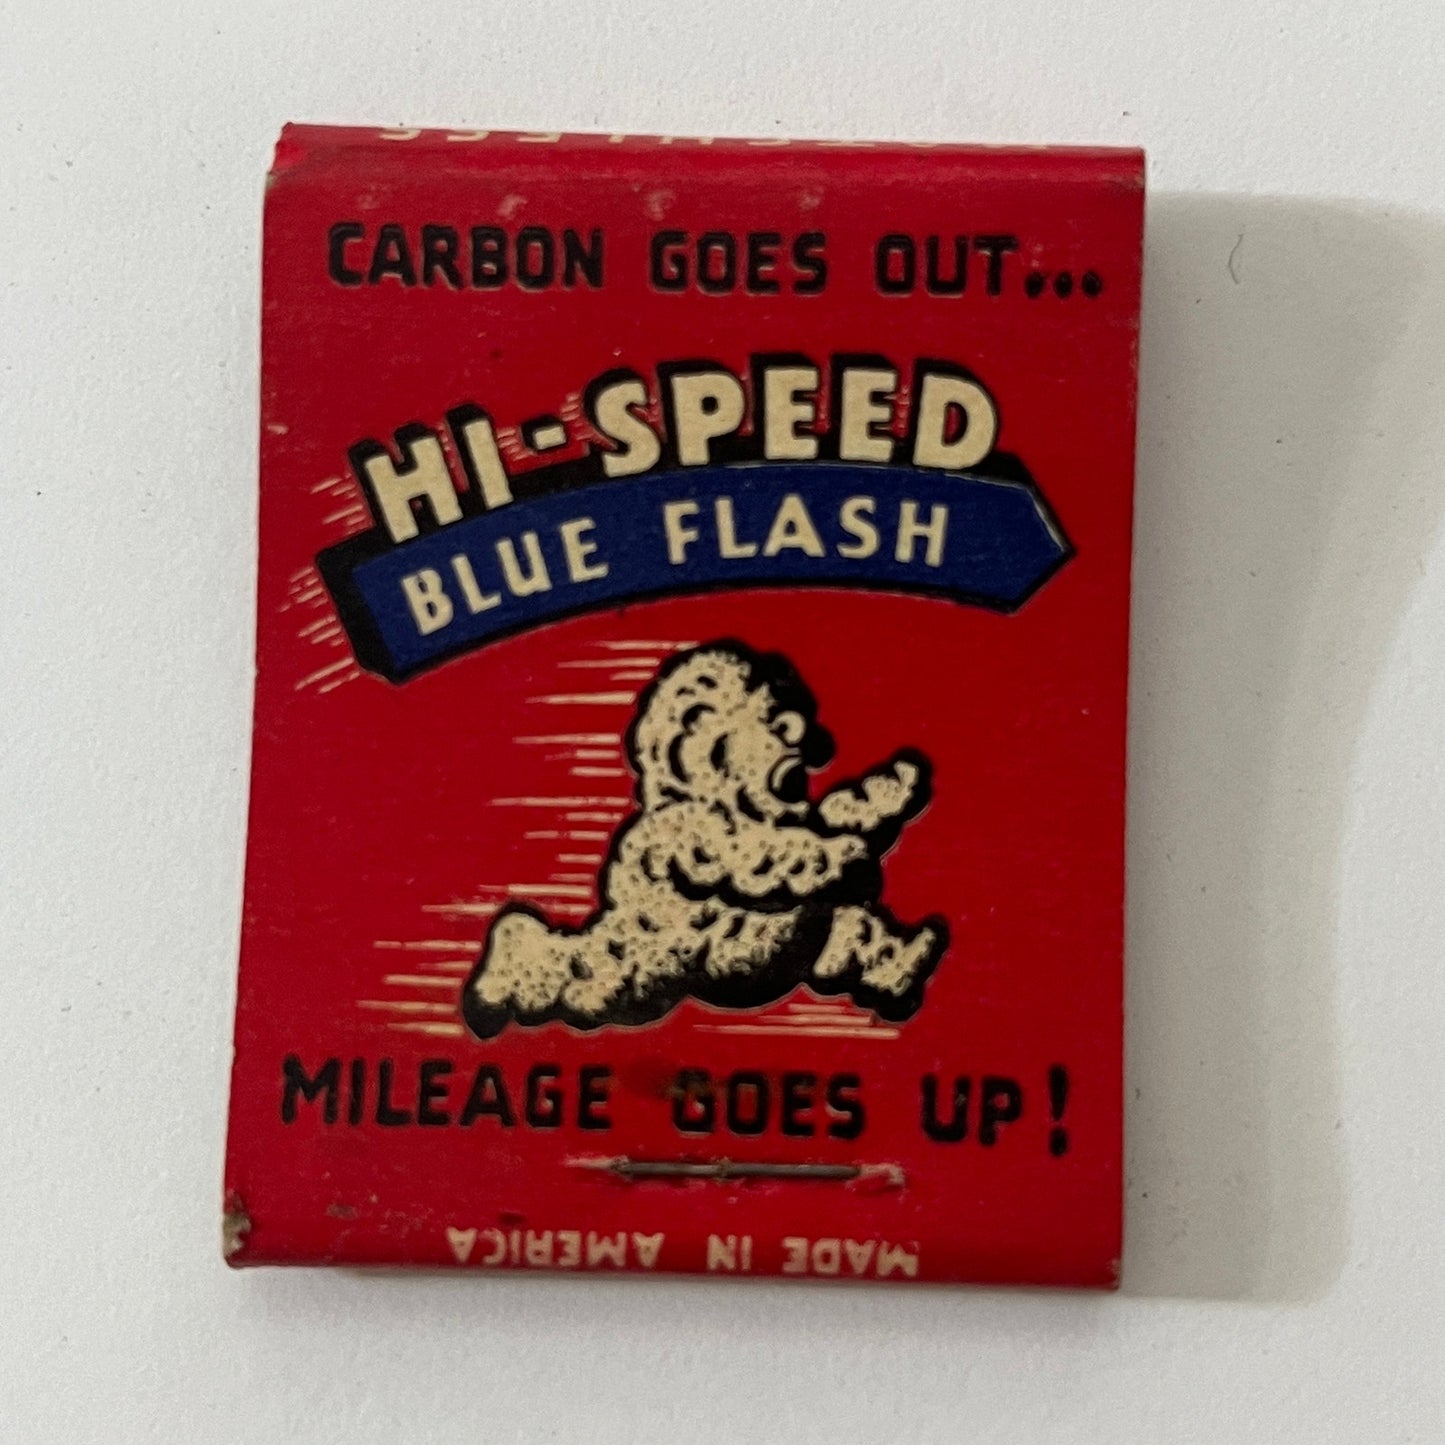 CARBON GOES OUT...
HI-SPEED
BLUE FLASH
MILEAGE GOES UP!
MADE IN AMERICA